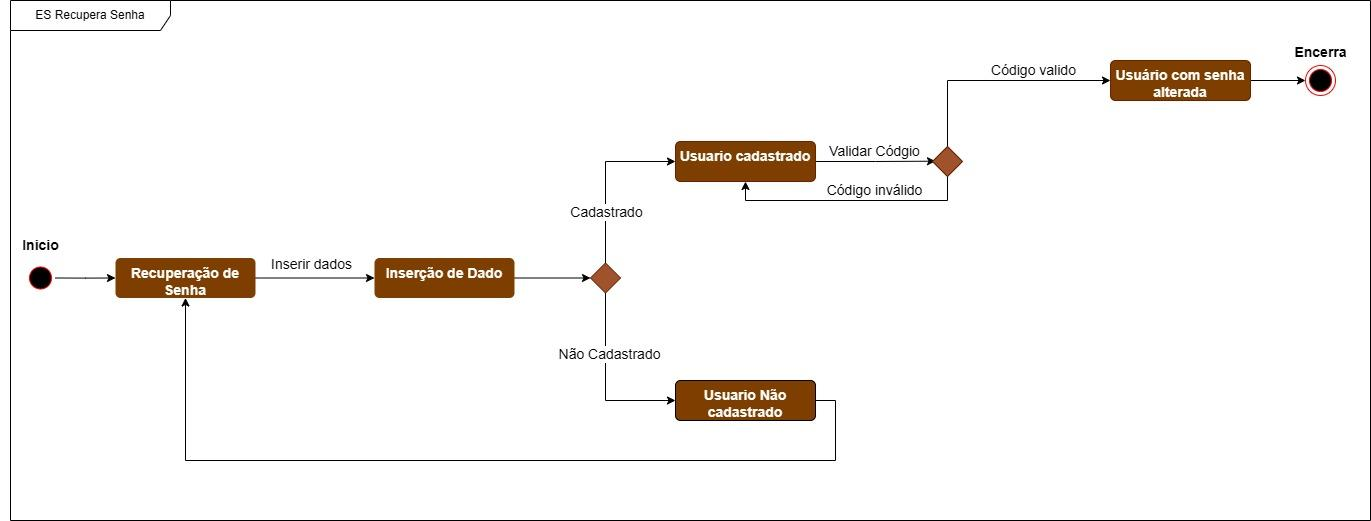 ES Recupera Senha
Encerra
Código valido
Usuário com senha
alterada
Usuario cadastrado
Validar Códgio
Código inválido
Cadastrado
Inicio
Recuperação de
Senha
Inserir dados
Inserção de Dado
Não Cadastrado
Usuario Não
cadastrado